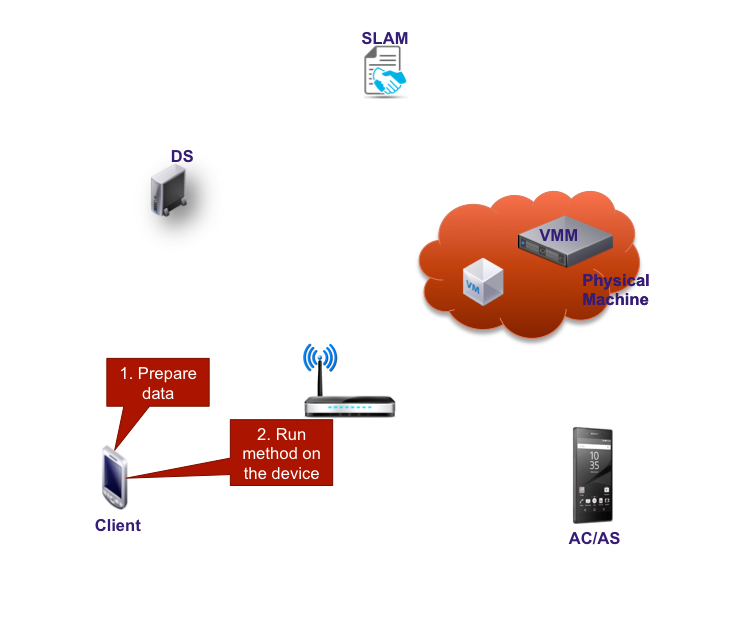 SLAM
DS
VMM
VM
Physical
Machine
1. Prepare
data
2. Run
method on
the device
Client
10
35
AC/AS